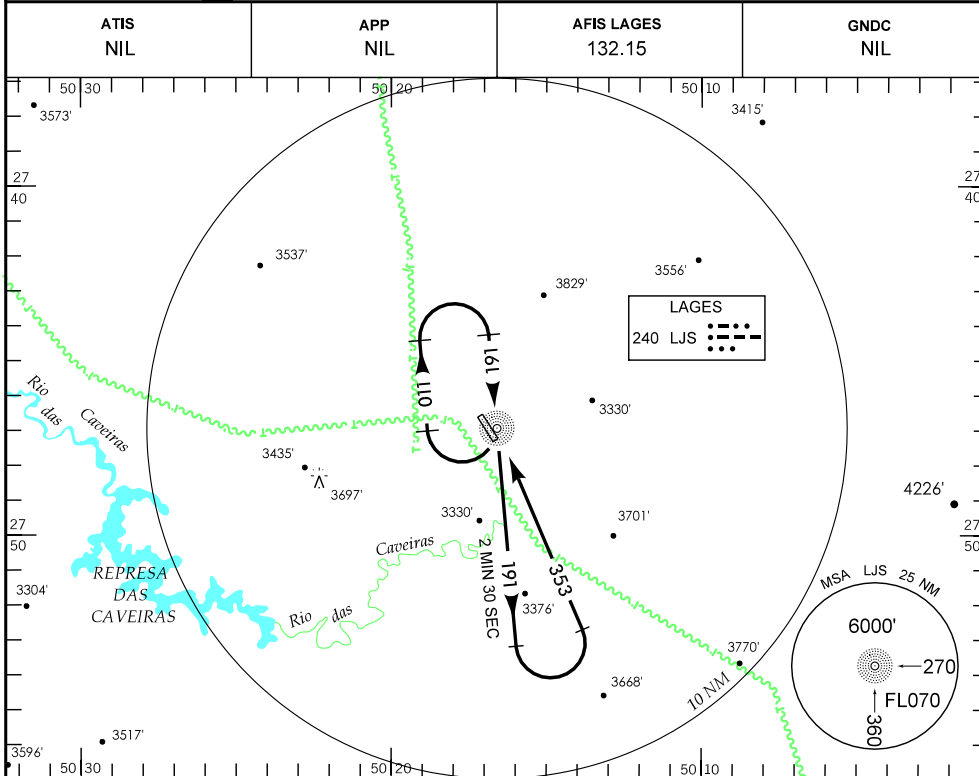 ATIS
NIL
APP
NIL
AFIS LAGES
132.15
GNDC
NIL
50 30
50 20
50 10
3573'
3415'
27
40
27
40
3537'
3556'
3829'
LAGES
240 LJS
191
011
Rio
das
Caveiras
3330'
3435'
3697'
4226'
3330'
3701'
27
50
27
50
Caveiras
2 MIN 30 SEC
191
353
REPRESA
DAS
CAVEIRAS
3304'
3376'
Rio
das
MSA LJS 25 NM
6000'
270
FL070
360
3770'
3668'
10 NM
3517'
3596'
50 30
50 20
50 10